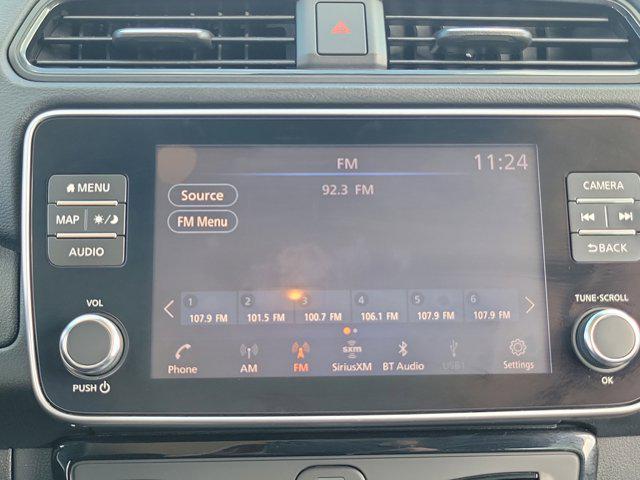 FM
11:24
92.3 FM
Source
FM Menu
MENU
MAP
AUDIO
VOL
PUSH
CAMERA
BACK
TUNE·SCROLL
OK
1 2 3 4 5 6
107.9 FM 101.5 FM 100.7 FM 106.1 FM 107.9 FM 107.9 FM
sxm
Phone AM FM SiriusXM BT Audio USB1 Settings